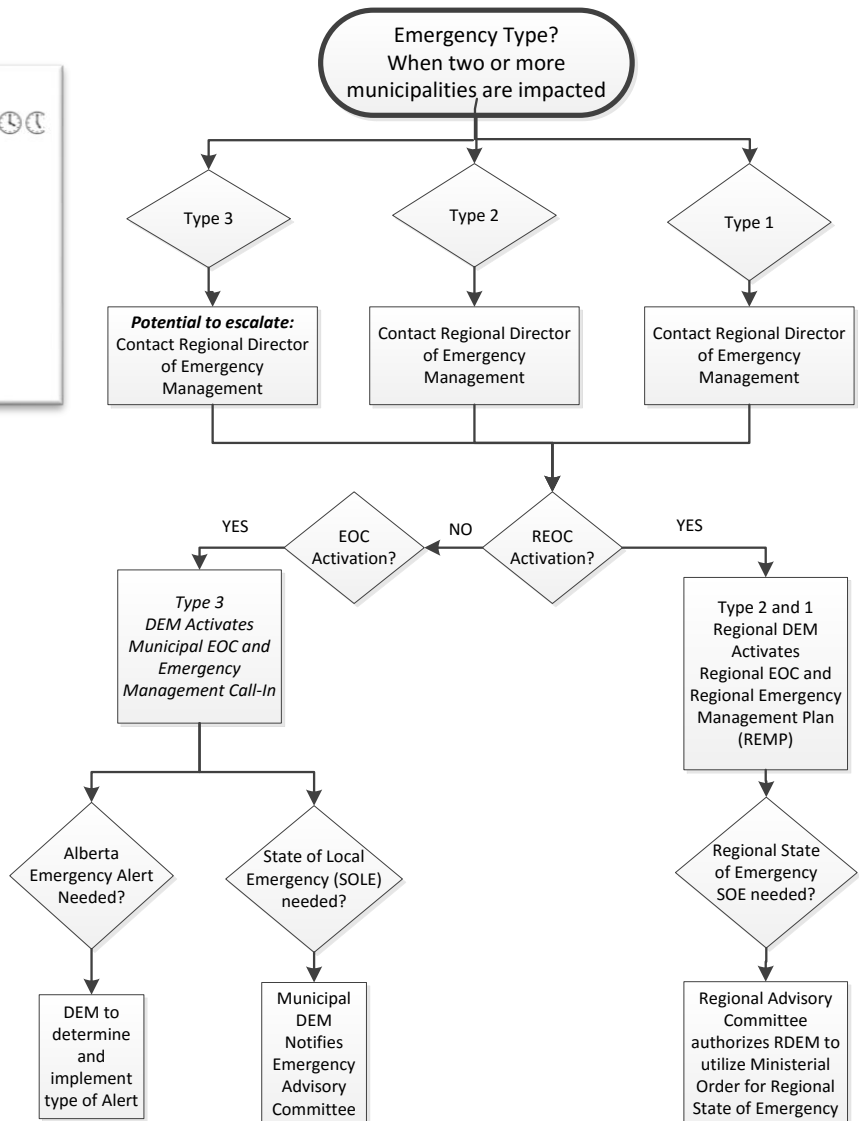 Emergency Type?
When two or more
municipalities are impacted
Type 3
Type 2
Type 1
Potential to escalate:
Contact Regional Director
of Emergency
Management
Contact Regional Director
of Emergency
Management
Contact Regional Director
of Emergency
Management
YES
EOC
Activation?
NO
REOC
Activation?
YES
Type 3
DEM Activates
Municipal EOC and
Emergency
Management Call-In
Type 2 and 1
Regional DEM
Activates
Regional EOC and
Regional Emergency
Management Plan
(REMP)
Alberta
Emergency Alert
Needed?
State of Local
Emergency (SOLE)
needed?
Regional State
of Emergency
SOE needed?
DEM to
determine
and
implement
type of Alert
Municipal
DEM
Notifies
Emergency
Advisory
Committee
Regional Advisory
Committee
authorizes RDEM to
utilize Ministerial
Order for Regional
State of Emergency